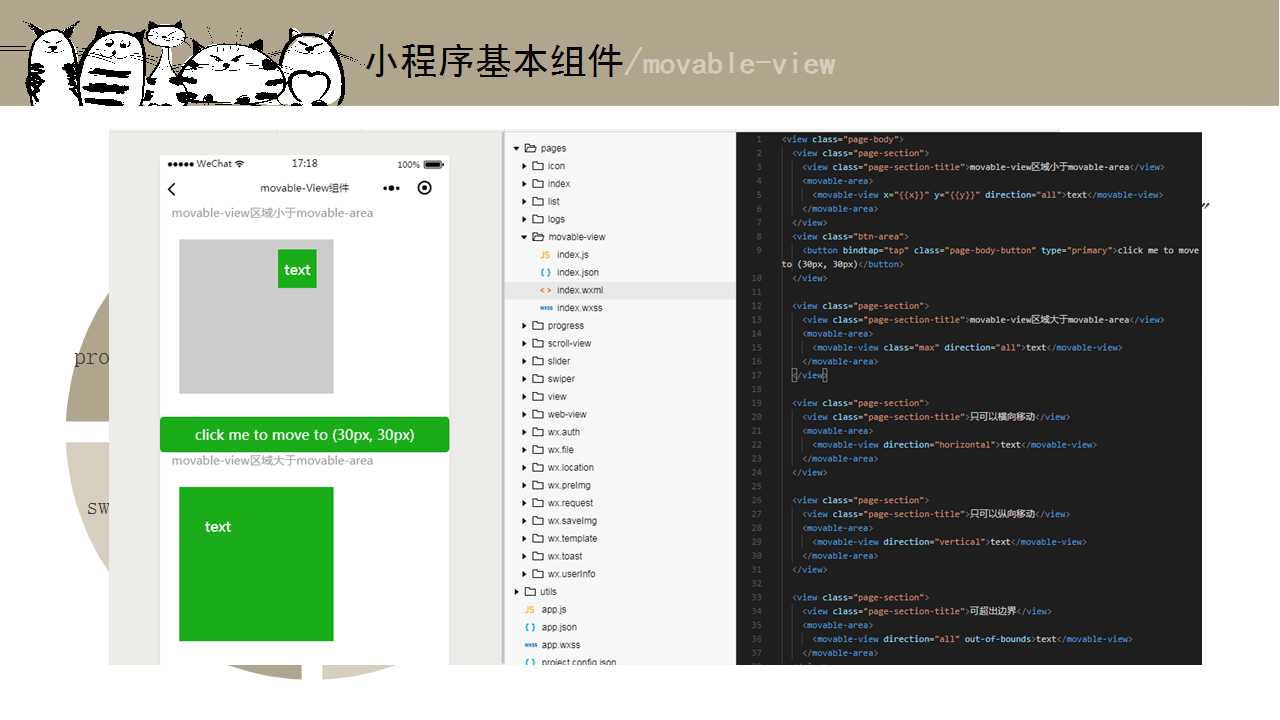 小程序基本组件/movable-view
WeChat
17:18
100%
movable-View组件
movable-view区域小于movable-area
text
click me to move to (30px, 30px)
movable-view区域大于movable-area
text
pro
sw
pages
icon
index
list
logs
movable-view
JS index.js
{ } index.json
< > index.wxml
wxss index.wxss
progress
scroll-view
slider
swiper
view
web-view
wx.auth
wx.file
wx.location
wx.preImg
wx.request
wx.saveImg
wx.template
wx.toast
wx.userInfo
utils
JS app.js
{ } app.json
wxss app.wxss
{ } project.config.json
1 <view class="page-body">
2 <view class="page-section">
3 <view class="page-section-title">movable-view区域小于movable-area</view>
4 <movable-area>
5 <movable-view x="{{x}}" y="{{y}}" direction="all">text</movable-view>
6 </movable-area>
7 </view>
8 <view class="btn-area">
9 <button bindtap="tap" class="page-body-button" type="primary">click me to move
to (30px, 30px)</button>
10 </view>
11
12 <view class="page-section">
13 <view class="page-section-title">movable-view区域大于movable-area</view>
14 <movable-area>
15 <movable-view class="max" direction="all">text</movable-view>
16 </movable-area>
17 </view>
18
19 <view class="page-section">
20 <view class="page-section-title">只可以横向移动</view>
21 <movable-area>
22 <movable-view direction="horizontal">text</movable-view>
23 </movable-area>
24 </view>
25
26 <view class="page-section">
27 <view class="page-section-title">只可以纵向移动</view>
28 <movable-area>
29 <movable-view direction="vertical">text</movable-view>
30 </movable-area>
31 </view>
32
33 <view class="page-section">
34 <view class="page-section-title">可超出边界</view>
35 <movable-area>
36 <movable-view direction="all" out-of-bounds>text</movable-view>
37 </movable-area>
”